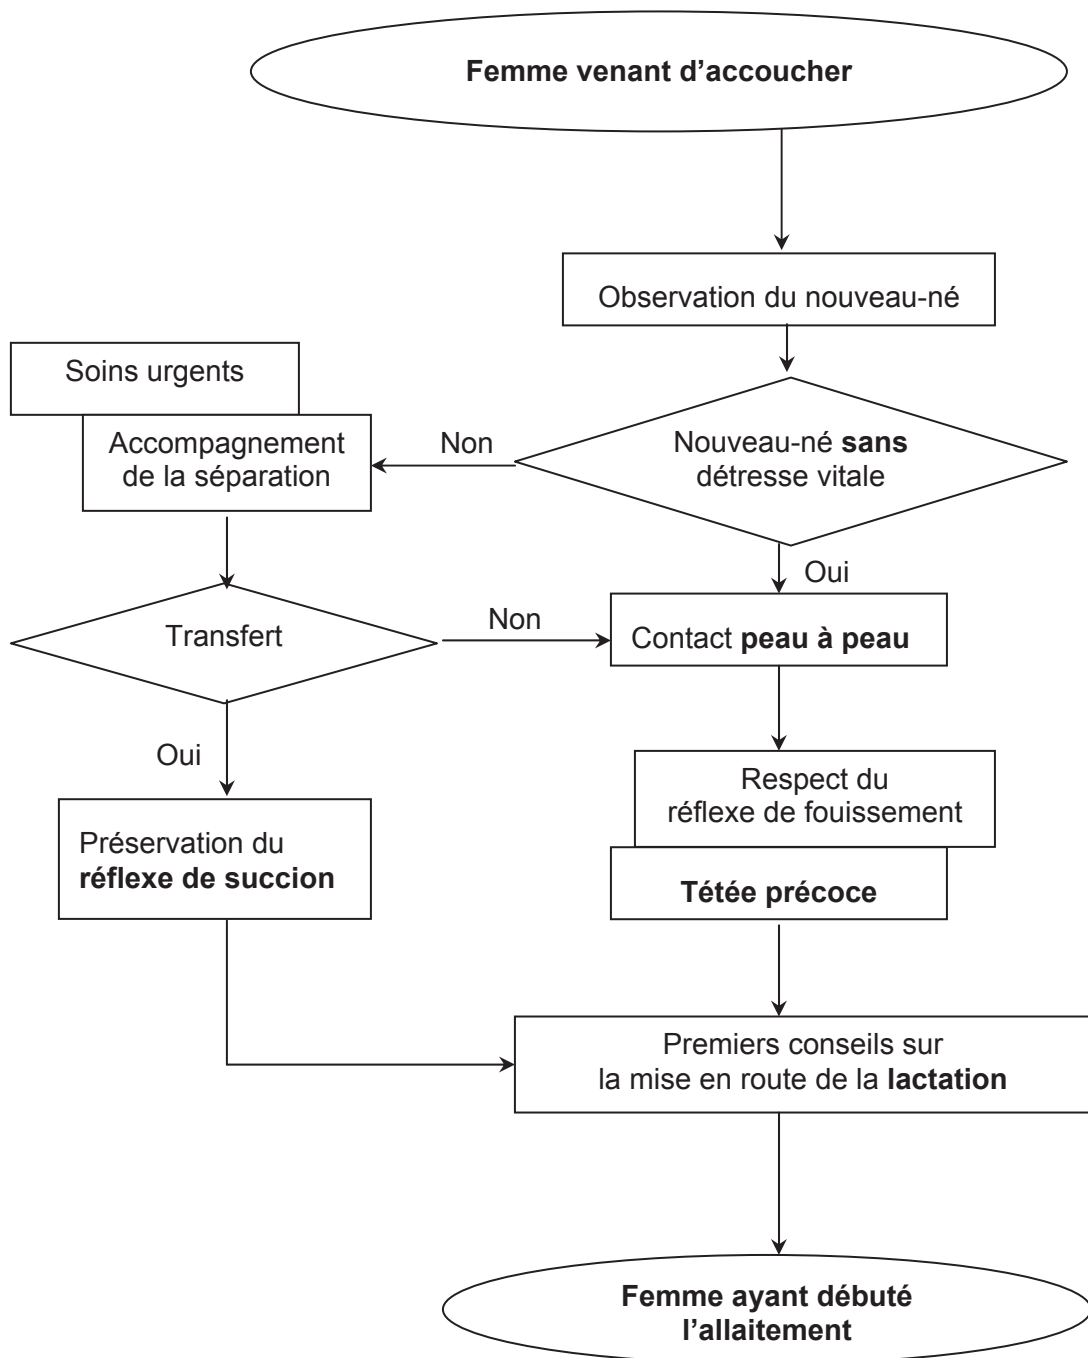 Femme venant d’accoucher
Observation du nouveau-né
Soins urgents
Accompagnement
de la séparation
Non
Nouveau-né sans
détresse vitale
Oui
Transfert
Non
Contact peau à peau
Oui
Respect du
réflexe de fouissement
Préservation du
réflexe de succion
Tétée précoce
Premiers conseils sur
la mise en route de la lactation
Femme ayant débuté
l’allaitement